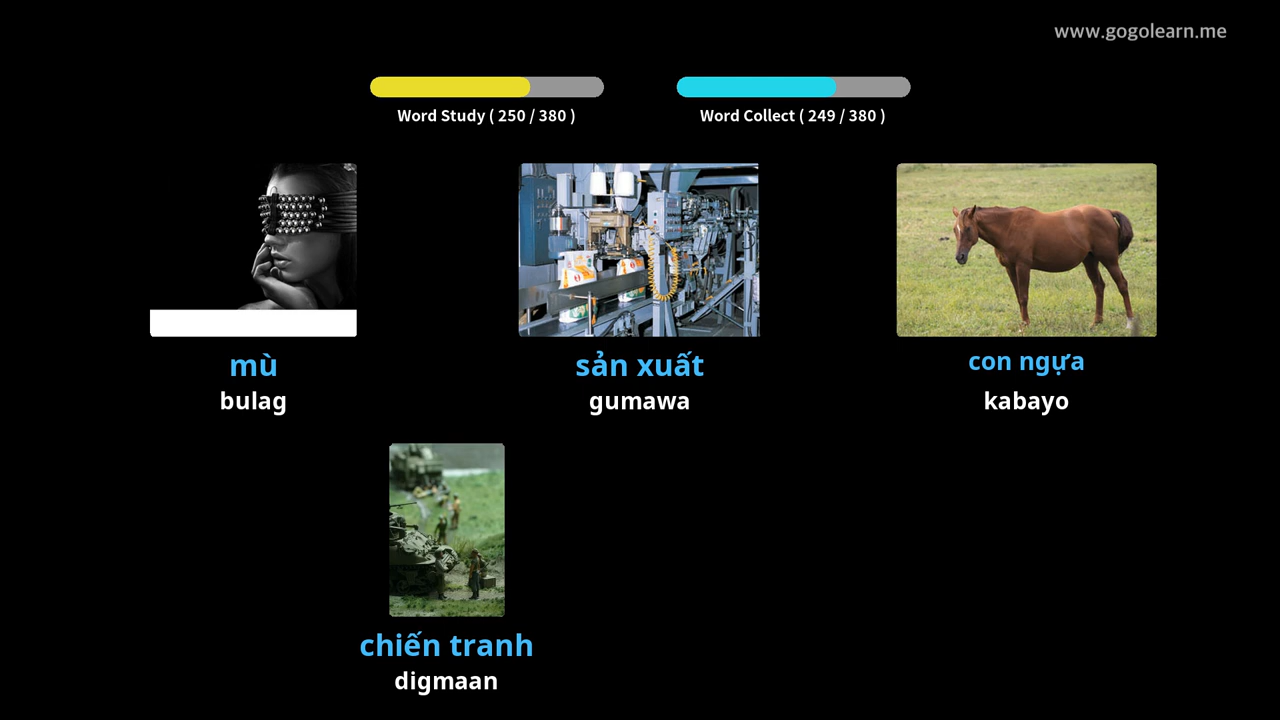 www.gogolearn.me
Word Study ( 250 / 380 )
Word Collect ( 249 / 380 )
mù
bulag
sản xuất
gumawa
con ngựa
kabayo
chiến tranh
digmaan